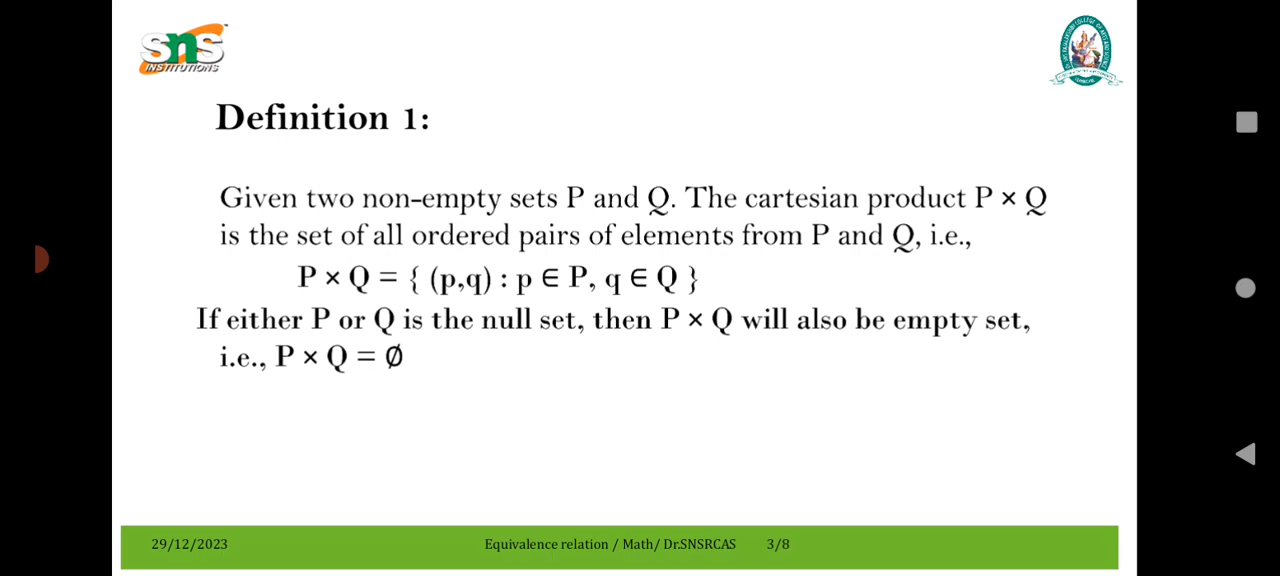 sns
INSTITUTIONS
Definition 1:
Given two non-empty sets P and Q. The cartesian product P × Q
is the set of all ordered pairs of elements from P and Q, i.e.,
P × Q = { (p,q) : p ∈ P, q ∈ Q }
If either P or Q is the null set, then P × Q will also be empty set,
i.e., P × Q = ∅
29/12/2023 Equivalence relation / Math/ Dr.SNSRCAS 3/8